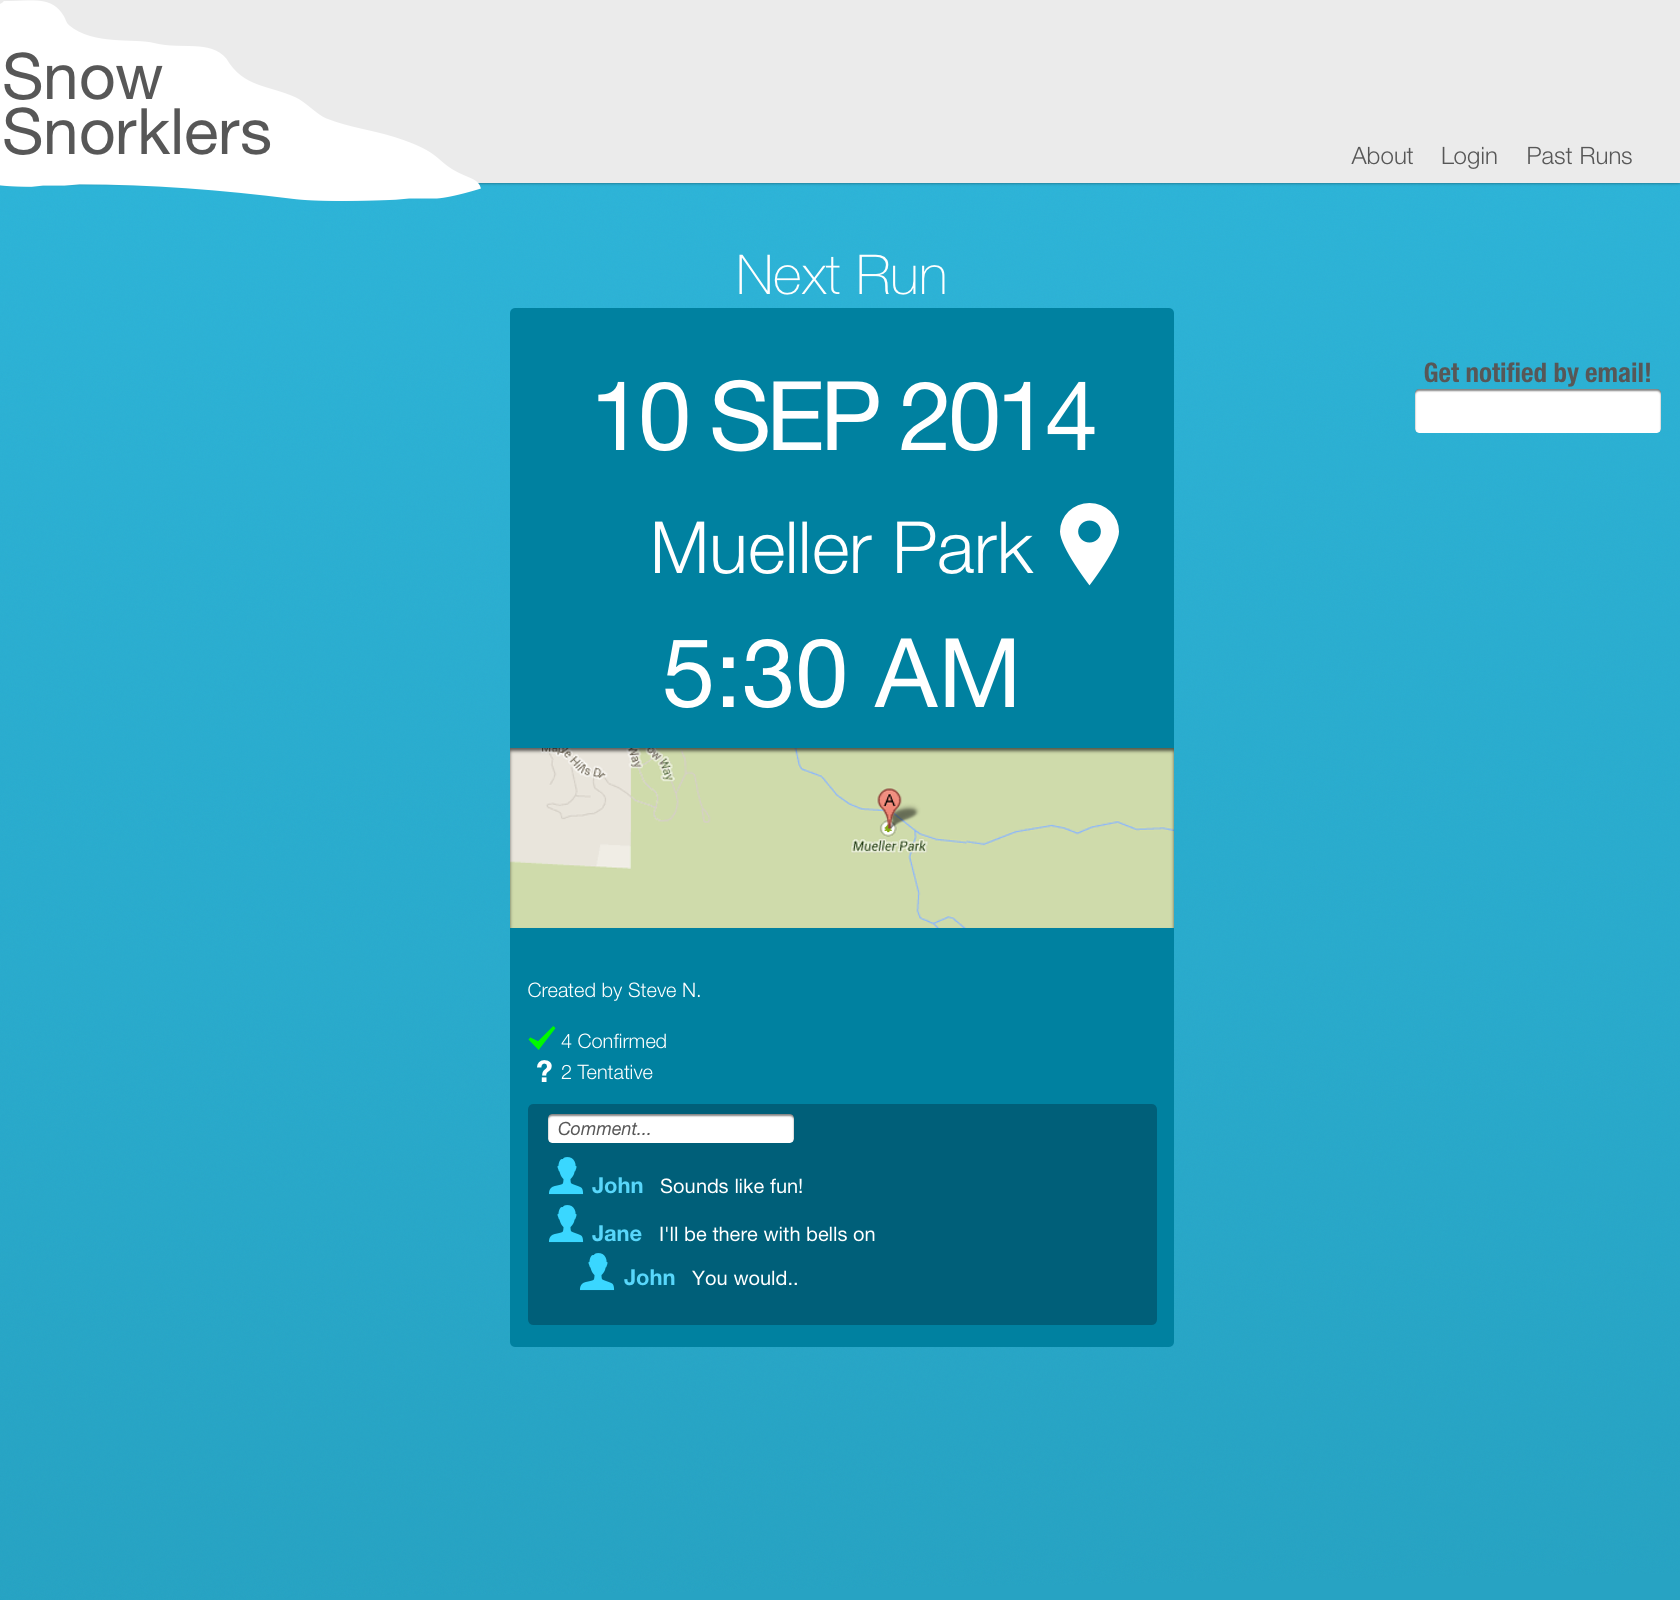 Snow
Snorklers
About Login Past Runs
Next Run
Get notified by email!
10 SEP 2014
Mueller Park
5:30 AM
Maple Hills Dr
Way
ow Way
A
Mueller Park
Created by Steve N.
4 Confirmed
? 2 Tentative
Comment...
John Sounds like fun!
Jane I'll be there with bells on
John You would..